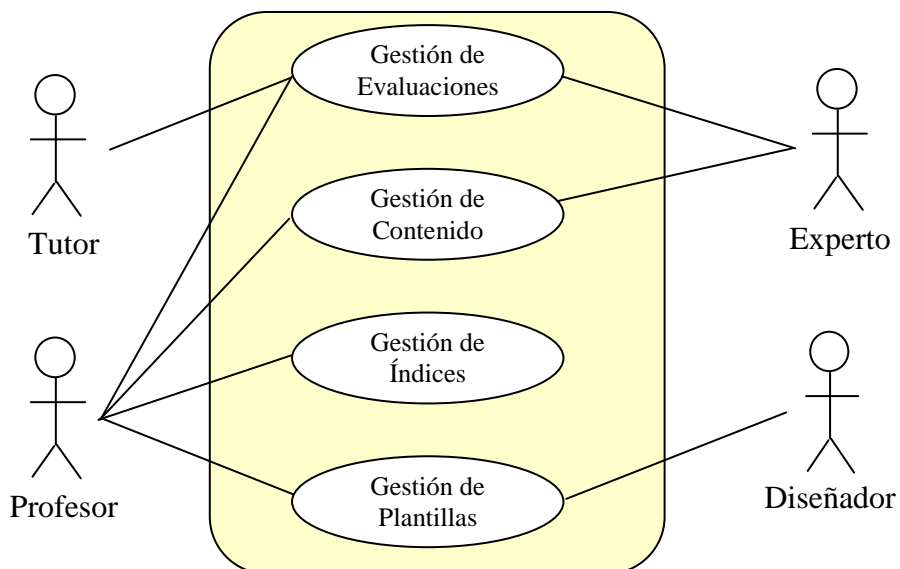 Gestión de
Evaluaciones
Tutor
Gestión de
Contenido
Experto
Gestión de
Índices
Profesor
Gestión de
Plantillas
Diseñador